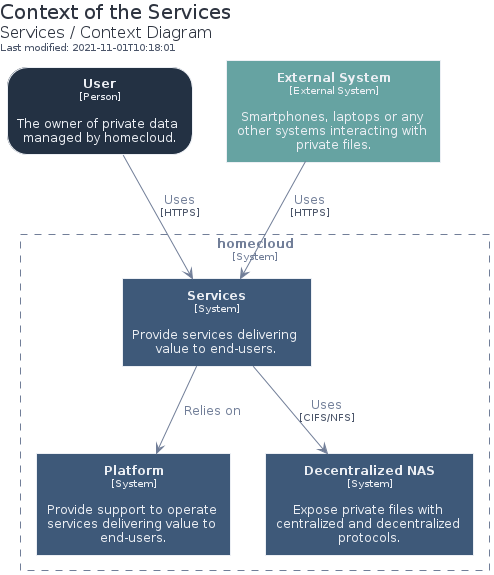 Context of the Services
Services / Context Diagram
Last modified: 2021-11-01T10:18:01
User
[Person]
The owner of private data
managed by homecloud.
External System
[External System]
Smartphones, laptops or any
other systems interacting with
private files.
Uses
[HTTPS]
Uses
[HTTPS]
homecloud
[System]
Services
[System]
Provide services delivering
value to end-users.
Relies on
Uses
[CIFS/NFS]
Platform
[System]
Provide support to operate
services delivering value to
end-users.
Decentralized NAS
[System]
Expose private files with
centralized and decentralized
protocols.